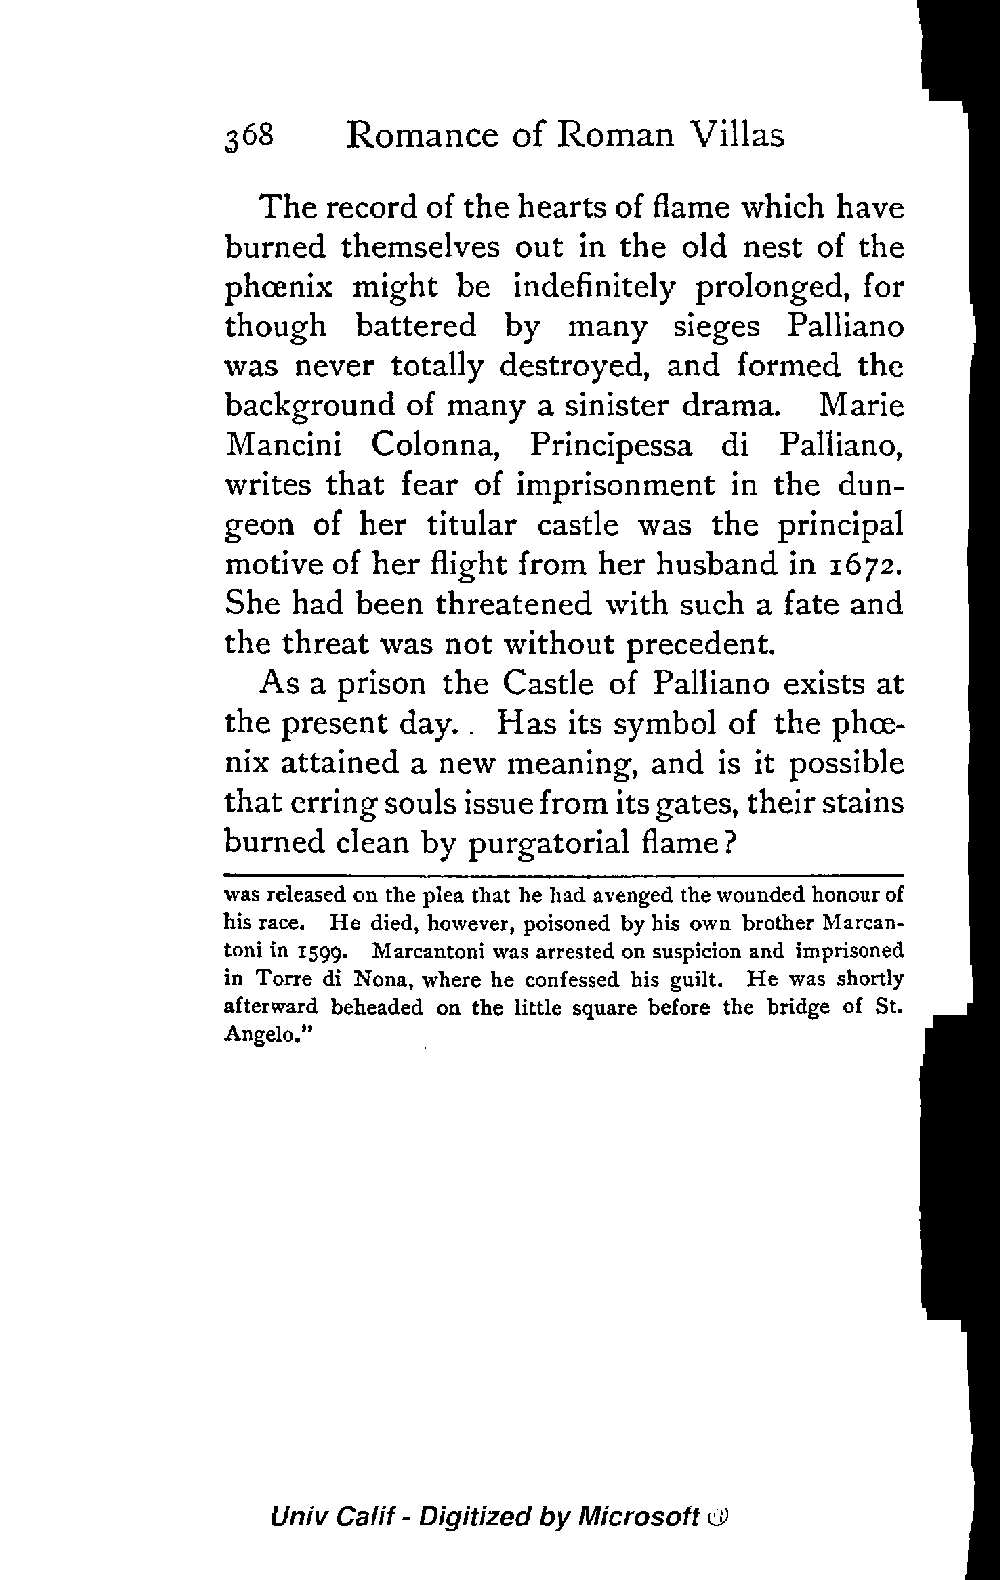 368 Romance of Roman Villas
The record of the hearts of flame which have
burned themselves out in the old nest of the
phœnix might be indefinitely prolonged, for
though battered by many sieges Palliano
was never totally destroyed, and formed the
background of many a sinister drama. Marie
Mancini Colonna, Principessa di Palliano,
writes that fear of imprisonment in the dun-
geon of her titular castle was the principal
motive of her flight from her husband in 1672.
She had been threatened with such a fate and
the threat was not without precedent.
As a prison the Castle of Palliano exists at
the present day. . Has its symbol of the phœ-
nix attained a new meaning, and is it possible
that erring souls issue from its gates, their stains
burned clean by purgatorial flame?
was released on the plea that he had avenged the wounded honour of
his race. He died, however, poisoned by his own brother Marcan-
toni in 1599. Marcantoni was arrested on suspicion and imprisoned
in Torre di Nona, where he confessed his guilt. He was shortly
afterward beheaded on the little square before the bridge of St.
Angelo."
Univ Calif - Digitized by Microsoft ®